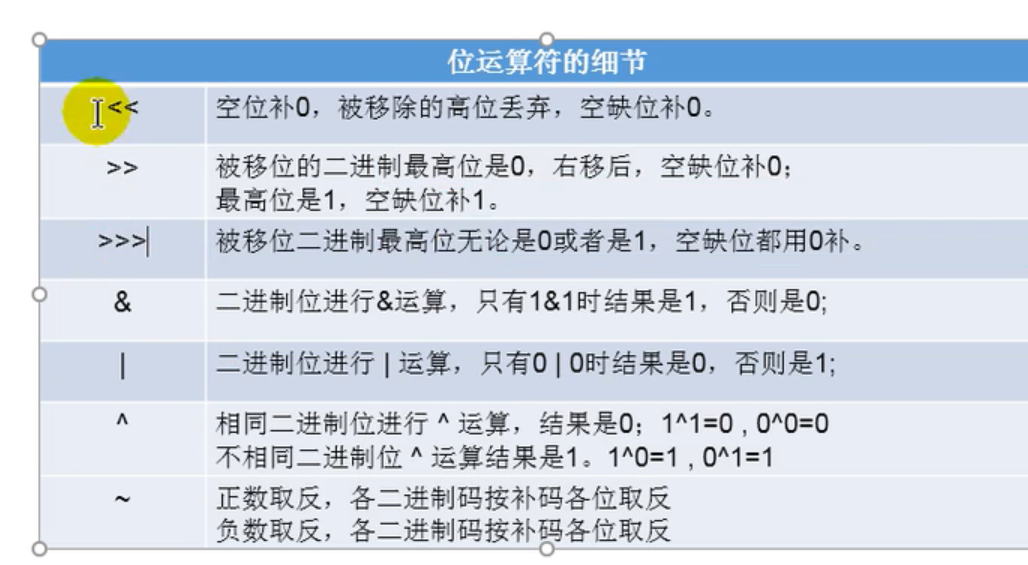 位运算符的细节
<< 空位补0，被移除的高位丢弃，空缺位补0。
>> 被移位的二进制最高位是0，右移后，空缺位补0；
最高位是1，空缺位补1。
>>> 被移位二进制最高位无论是0或者是1，空缺位都用0补。
& 二进制位进行&运算，只有1&1时结果是1，否则是0;
| 二进制位进行 | 运算，只有0 | 0时结果是0，否则是1;
^ 相同二进制位进行 ^ 运算，结果是0；1^1=0 , 0^0=0
不相同二进制位 ^ 运算结果是1。1^0=1 , 0^1=1
~ 正数取反，各二进制码按补码各位取反
负数取反，各二进制码按补码各位取反